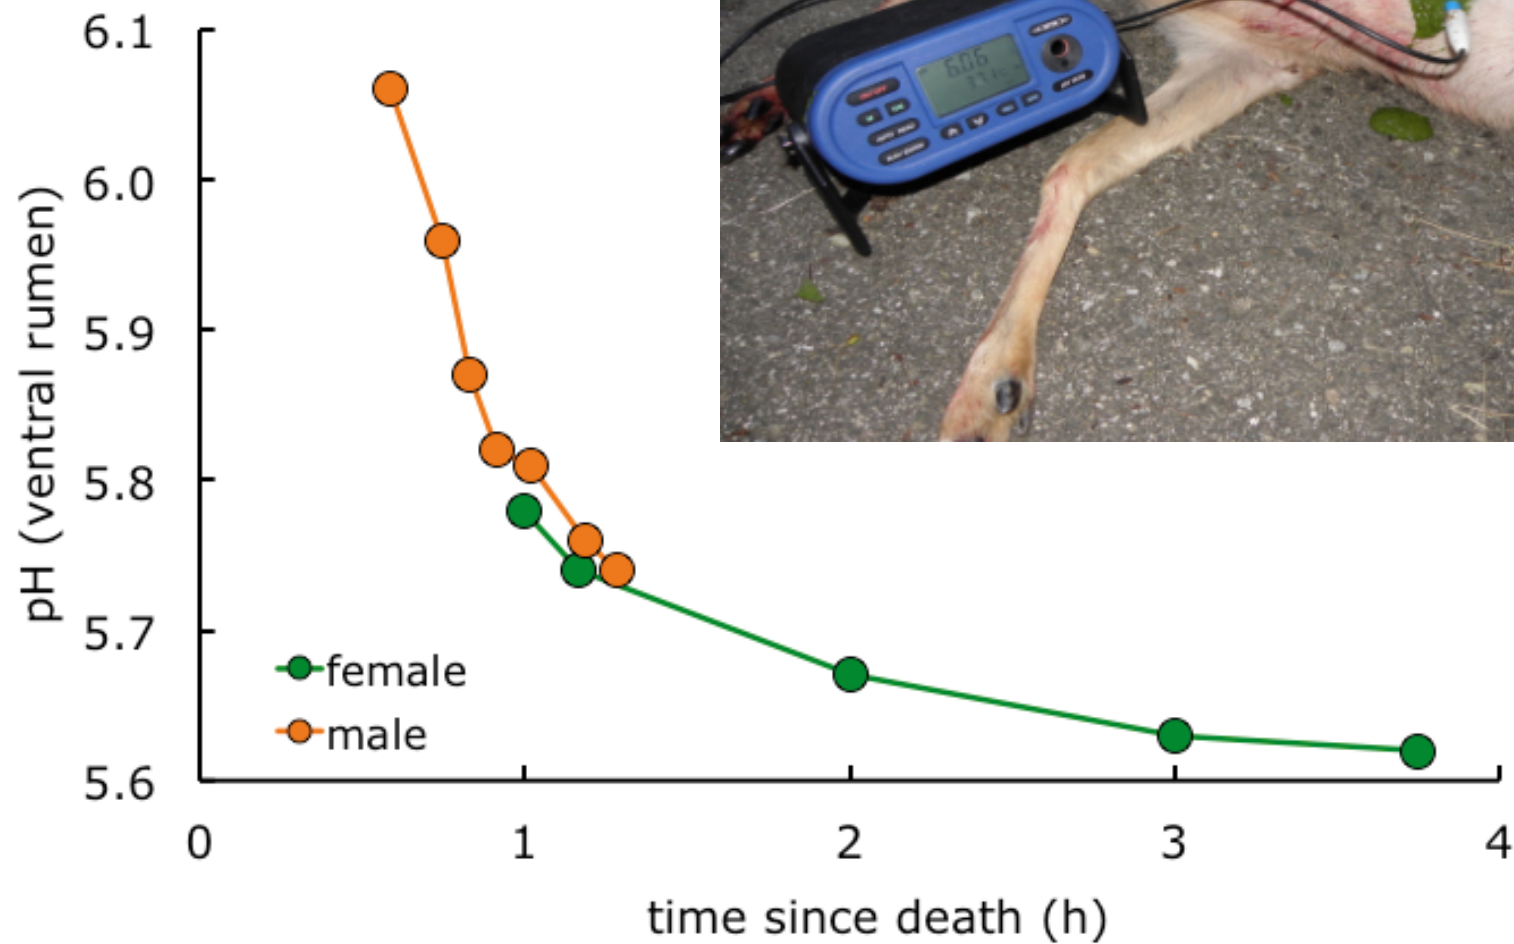 6.1
6.0
5.9
5.8
5.7
5.6
pH (ventral rumen)
0 1 2 3 4
time since death (h)
female
male
6.06